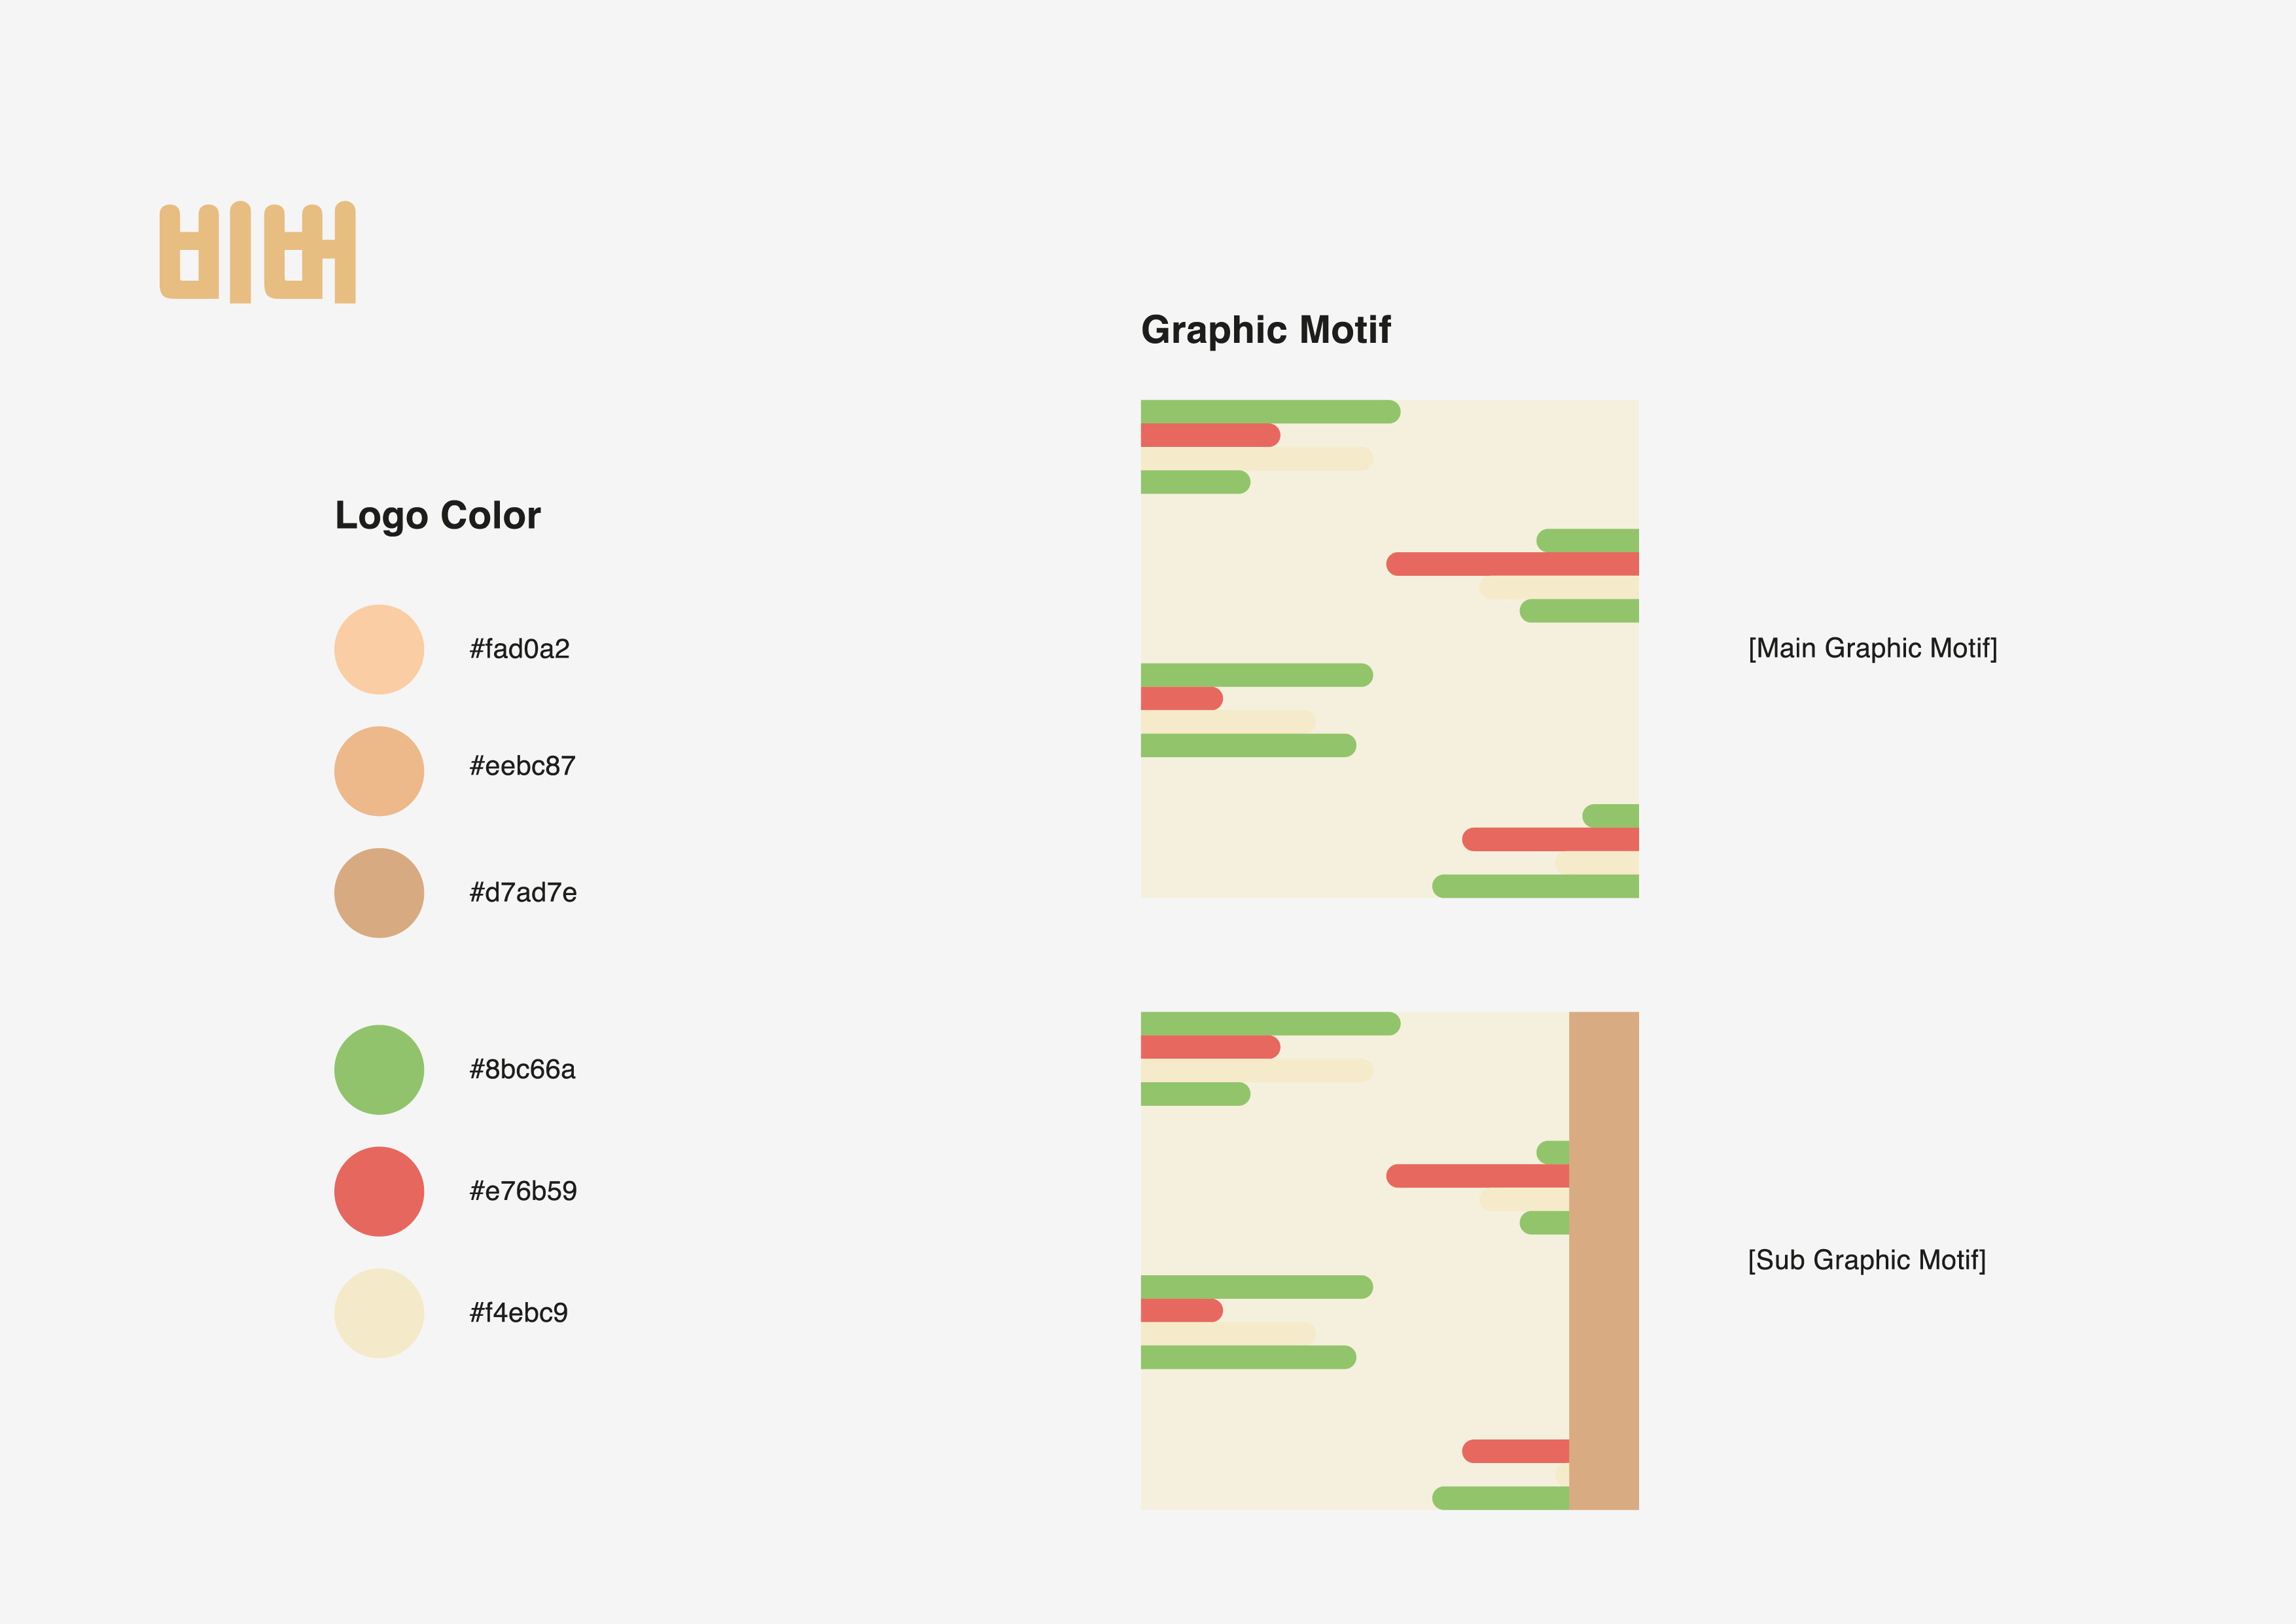 비버
Graphic Motif
Logo Color
#fad0a2
#eebc87
#d7ad7e
#8bc66a
#e76b59
#f4ebc9
[Main Graphic Motif]
[Sub Graphic Motif]